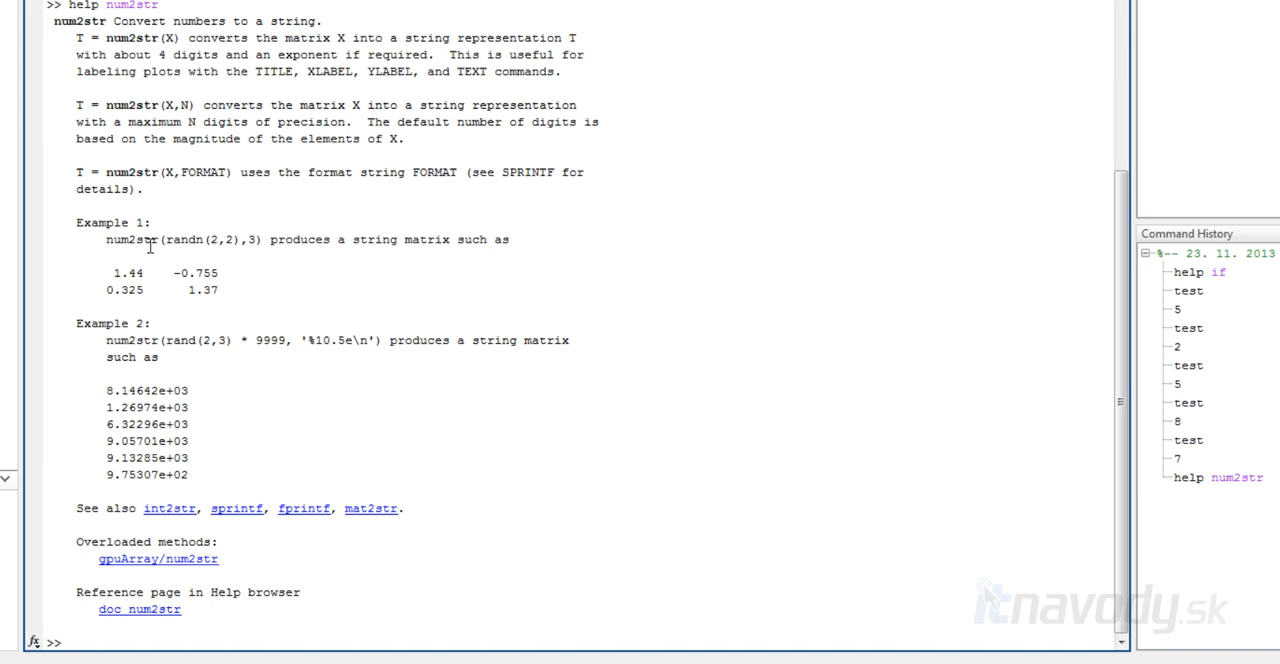 >> help num2str
num2str Convert numbers to a string.
T = num2str(X) converts the matrix X into a string representation T
with about 4 digits and an exponent if required.  This is useful for
labeling plots with the TITLE, XLABEL, YLABEL, and TEXT commands.
T = num2str(X,N) converts the matrix X into a string representation
with a maximum N digits of precision.  The default number of digits is
based on the magnitude of the elements of X.
T = num2str(X,FORMAT) uses the format string FORMAT (see SPRINTF for
details).
Example 1:
num2str(randn(2,2),3) produces a string matrix such as
1.44    -0.755
0.325      1.37
Example 2:
num2str(rand(2,3) * 9999, '%10.5e\n') produces a string matrix
such as
8.14642e+03
1.26974e+03
6.32296e+03
9.05701e+03
9.13285e+03
9.75307e+02
See also int2str, sprintf, fprintf, mat2str.
Overloaded methods:
gpuArray/num2str
Reference page in Help browser
doc num2str
fx >>
Command History
%-- 23. 11. 2013
help if
test
5
test
2
test
5
test
8
test
7
help num2str
itnavody.sk